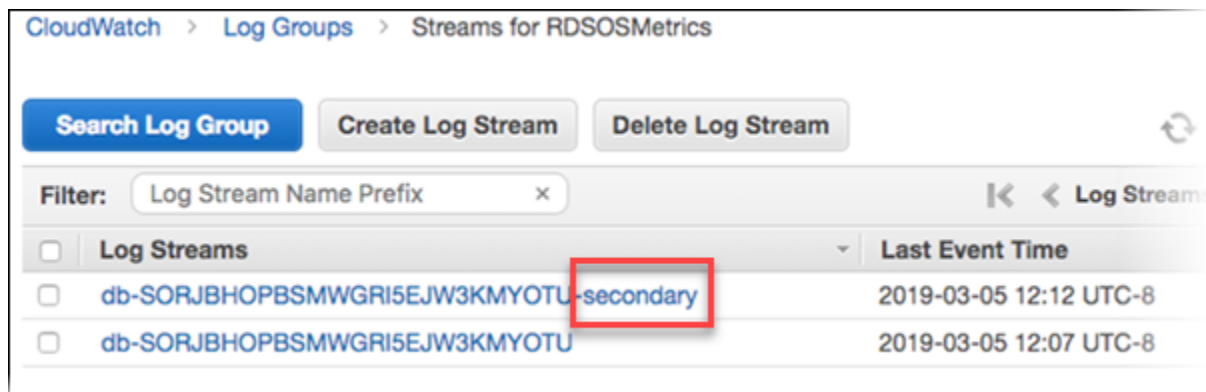 CloudWatch > Log Groups > Streams for RDSOSMetrics
Search Log Group Create Log Stream Delete Log Stream
Filter: Log Stream Name Prefix × Log Streams
Log Streams Last Event Time
db-SORJBHOPBSMWGRI5EJW3KMYOTU-secondary 2019-03-05 12:12 UTC-8
db-SORJBHOPBSMWGRI5EJW3KMYOTU 2019-03-05 12:07 UTC-8